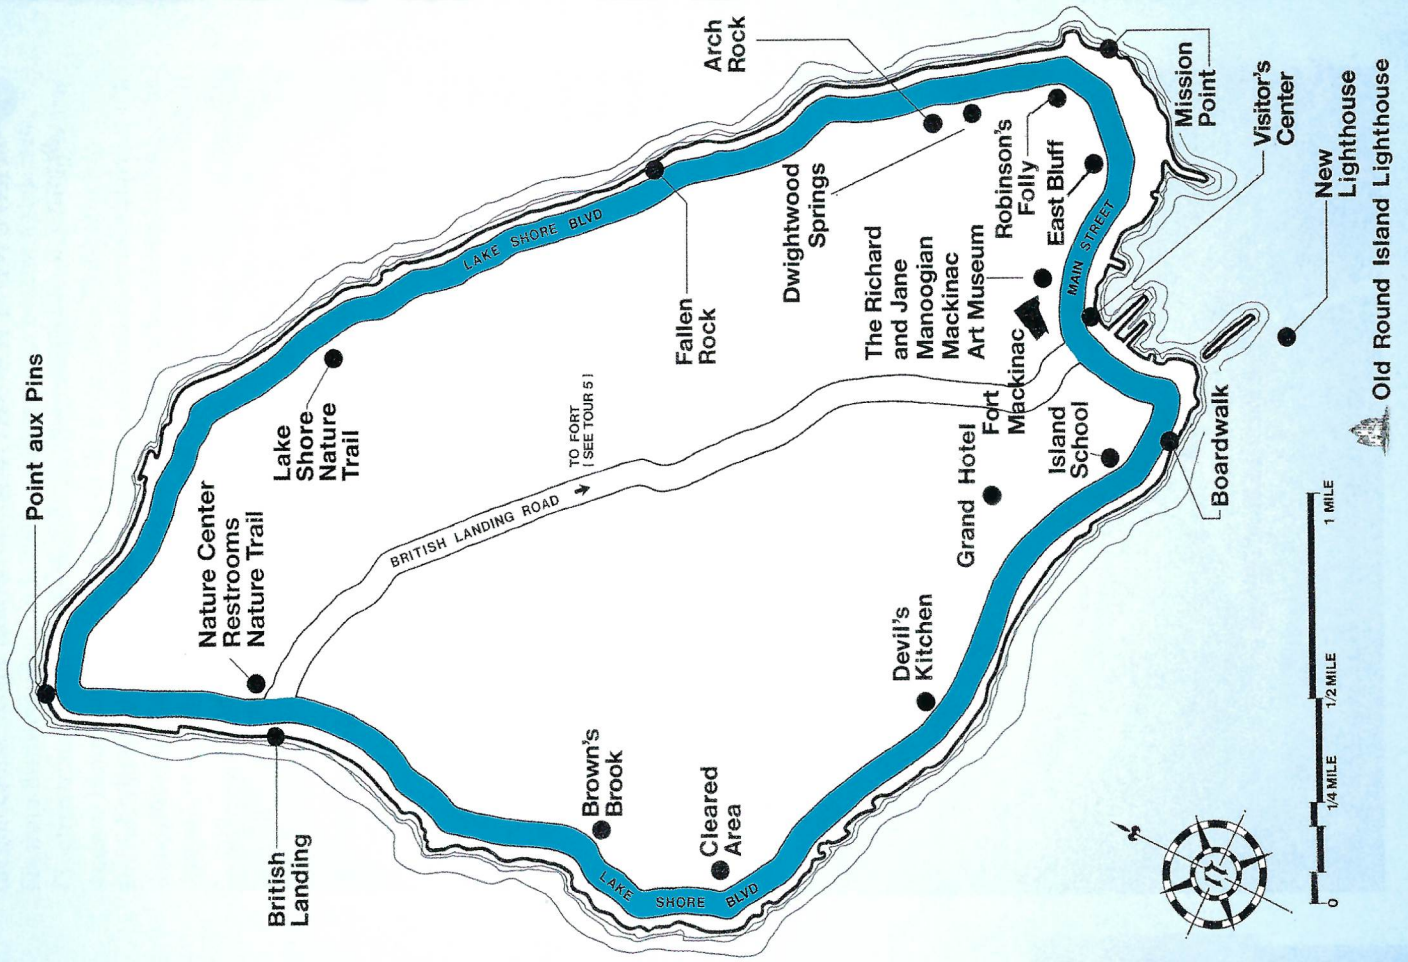 Point aux Pins
Lake
Shore
Nature
Trail
Nature Center
Restrooms
Nature Trail
British
Landing
LAKE SHORE BLVD
Fallen
Rock
Arch
Rock
Dwightwood
Springs
Robinson's
Folly
East Bluff
Mission
Point
Visitor's
Center
New
Lighthouse
Old Round Island Lighthouse
The Richard
and Jane
Manoogian
Mackinac
Art Museum
Fort
Mackinac
MAIN STREET
TO FORT
[ SEE TOUR 5 ]
BRITISH LANDING ROAD
Grand Hotel
Island
School
Boardwalk
Devil's
Kitchen
Brown's
Brook
Cleared
Area
LAKE SHORE BLVD
0
1/4 MILE
1/2 MILE
1 MILE